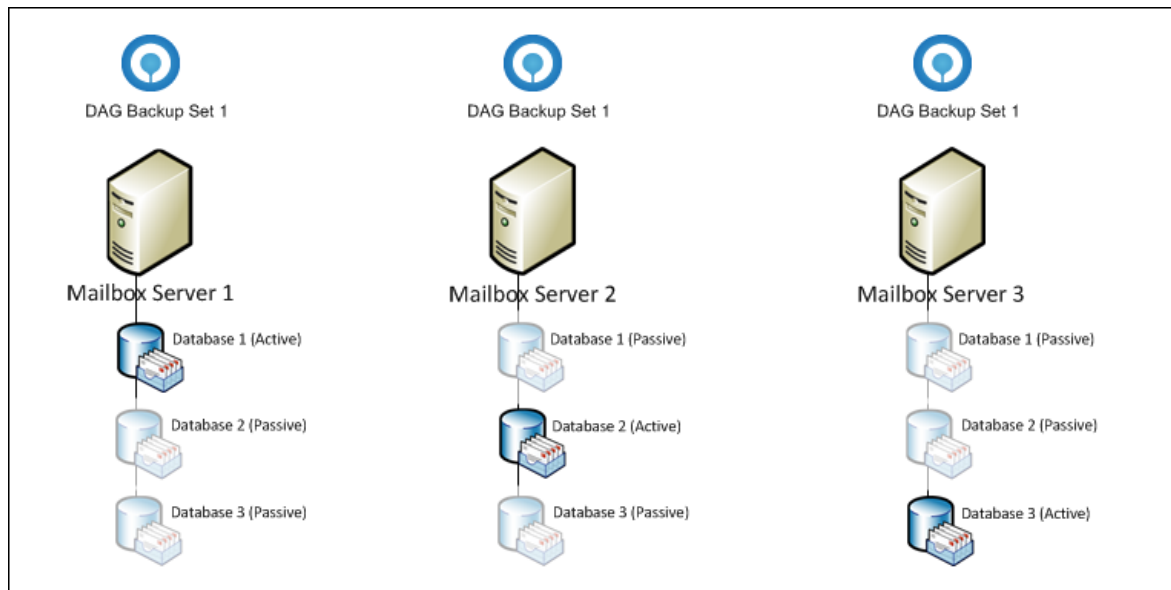 DAG Backup Set 1
DAG Backup Set 1
DAG Backup Set 1
Mailbox Server 1
Mailbox Server 2
Mailbox Server 3
Database 1 (Active)
Database 1 (Passive)
Database 1 (Passive)
Database 2 (Passive)
Database 2 (Active)
Database 2 (Passive)
Database 3 (Passive)
Database 3 (Passive)
Database 3 (Active)